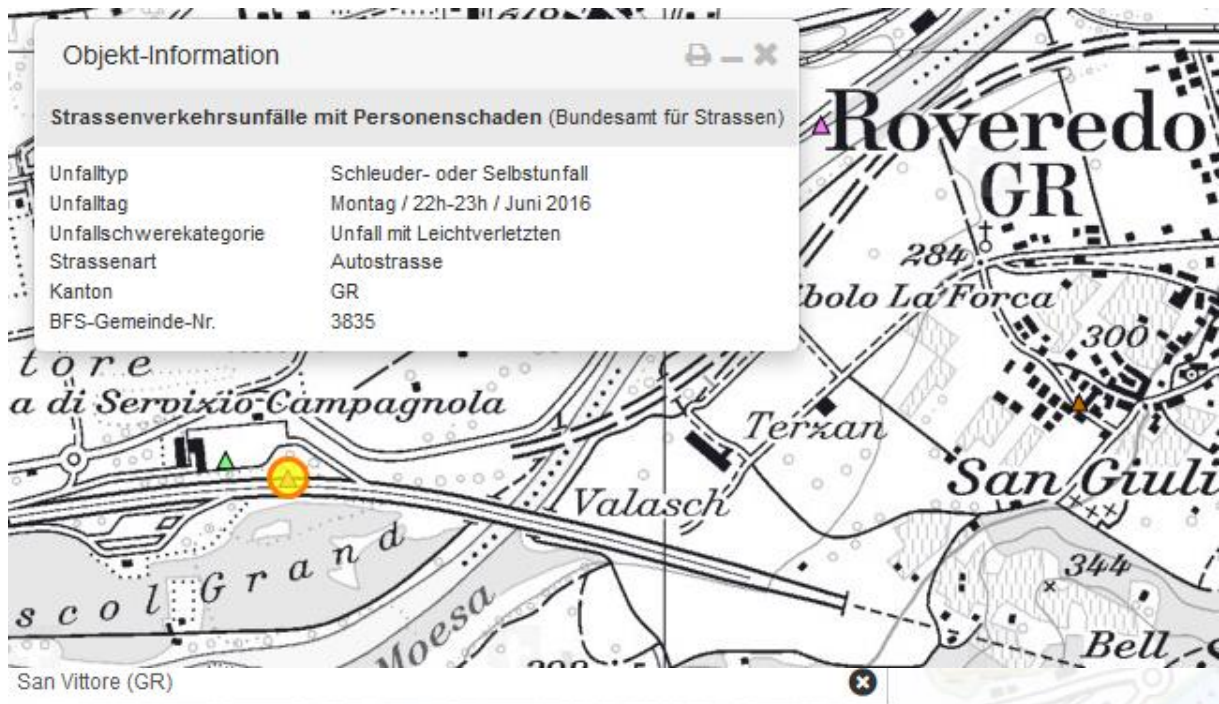 Objekt-Information
Strassenverkehrsunfälle mit Personenschaden (Bundesamt für Strassen)
Unfalltyp Schleuder- oder Selbstunfall
Unfalltag Montag / 22h-23h / Juni 2016
Unfallschwerekategorie Unfall mit Leichtverletzten
Strassenart Autostrasse
Kanton GR
BFS-Gemeinde-Nr. 3835
Roveredo
GR
284
bolo La Forca
300
tore
a di Servizio Campagnola
Terzan
San Giuli
Valasch
344
scol Grand
Moesa
Bell
San Vittore (GR)